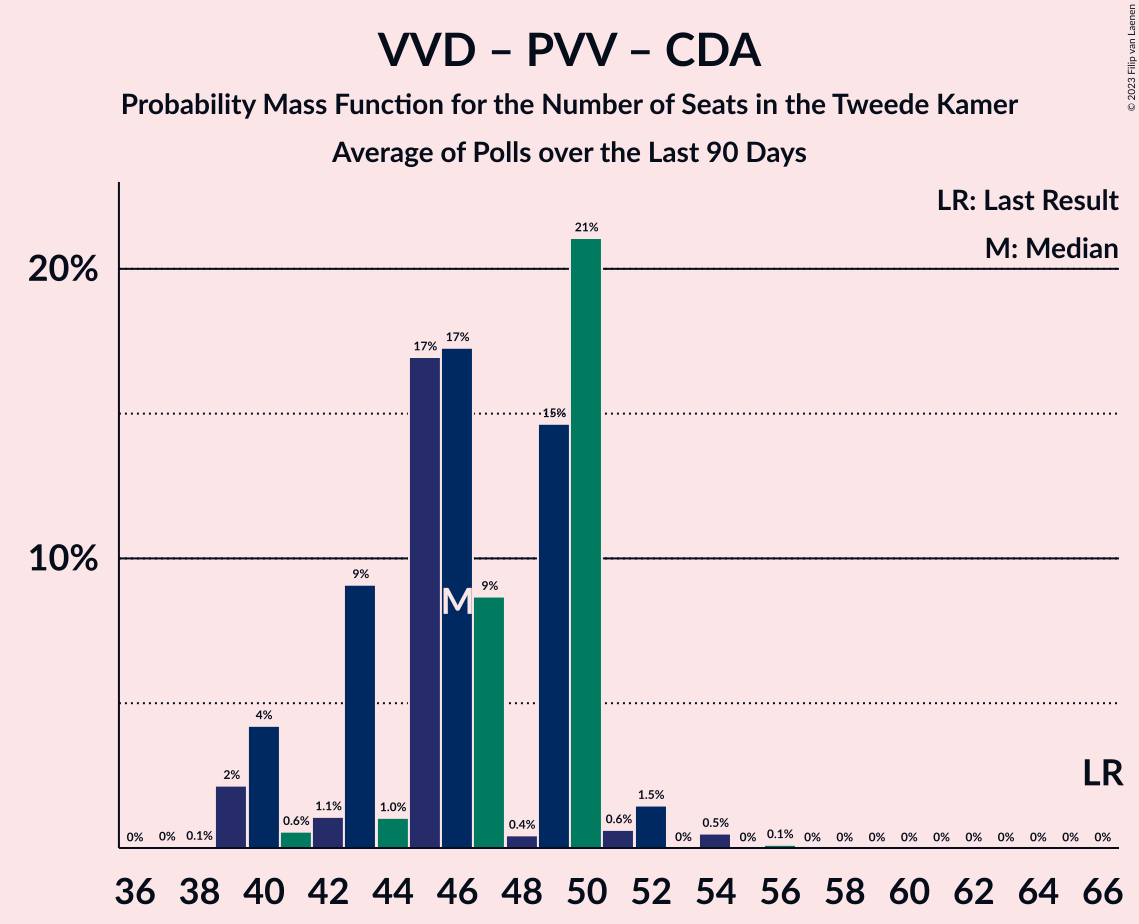 VVD – PVV – CDA
Probability Mass Function for the Number of Seats in the Tweede Kamer
Average of Polls over the Last 90 Days
© 2023 Filip van Laenen
LR: Last Result
M: Median
20%
10%
0% 0% 0.1% 2% 4% 0.6% 1.1% 9% 1.0% 17% 17% 9% 0.4% 15% 21% 0.6% 1.5% 0% 0.5% 0% 0.1% 0% 0% 0% 0% 0% 0% 0% 0% 0% 0%
M
LR
36 38 40 42 44 46 48 50 52 54 56 58 60 62 64 66